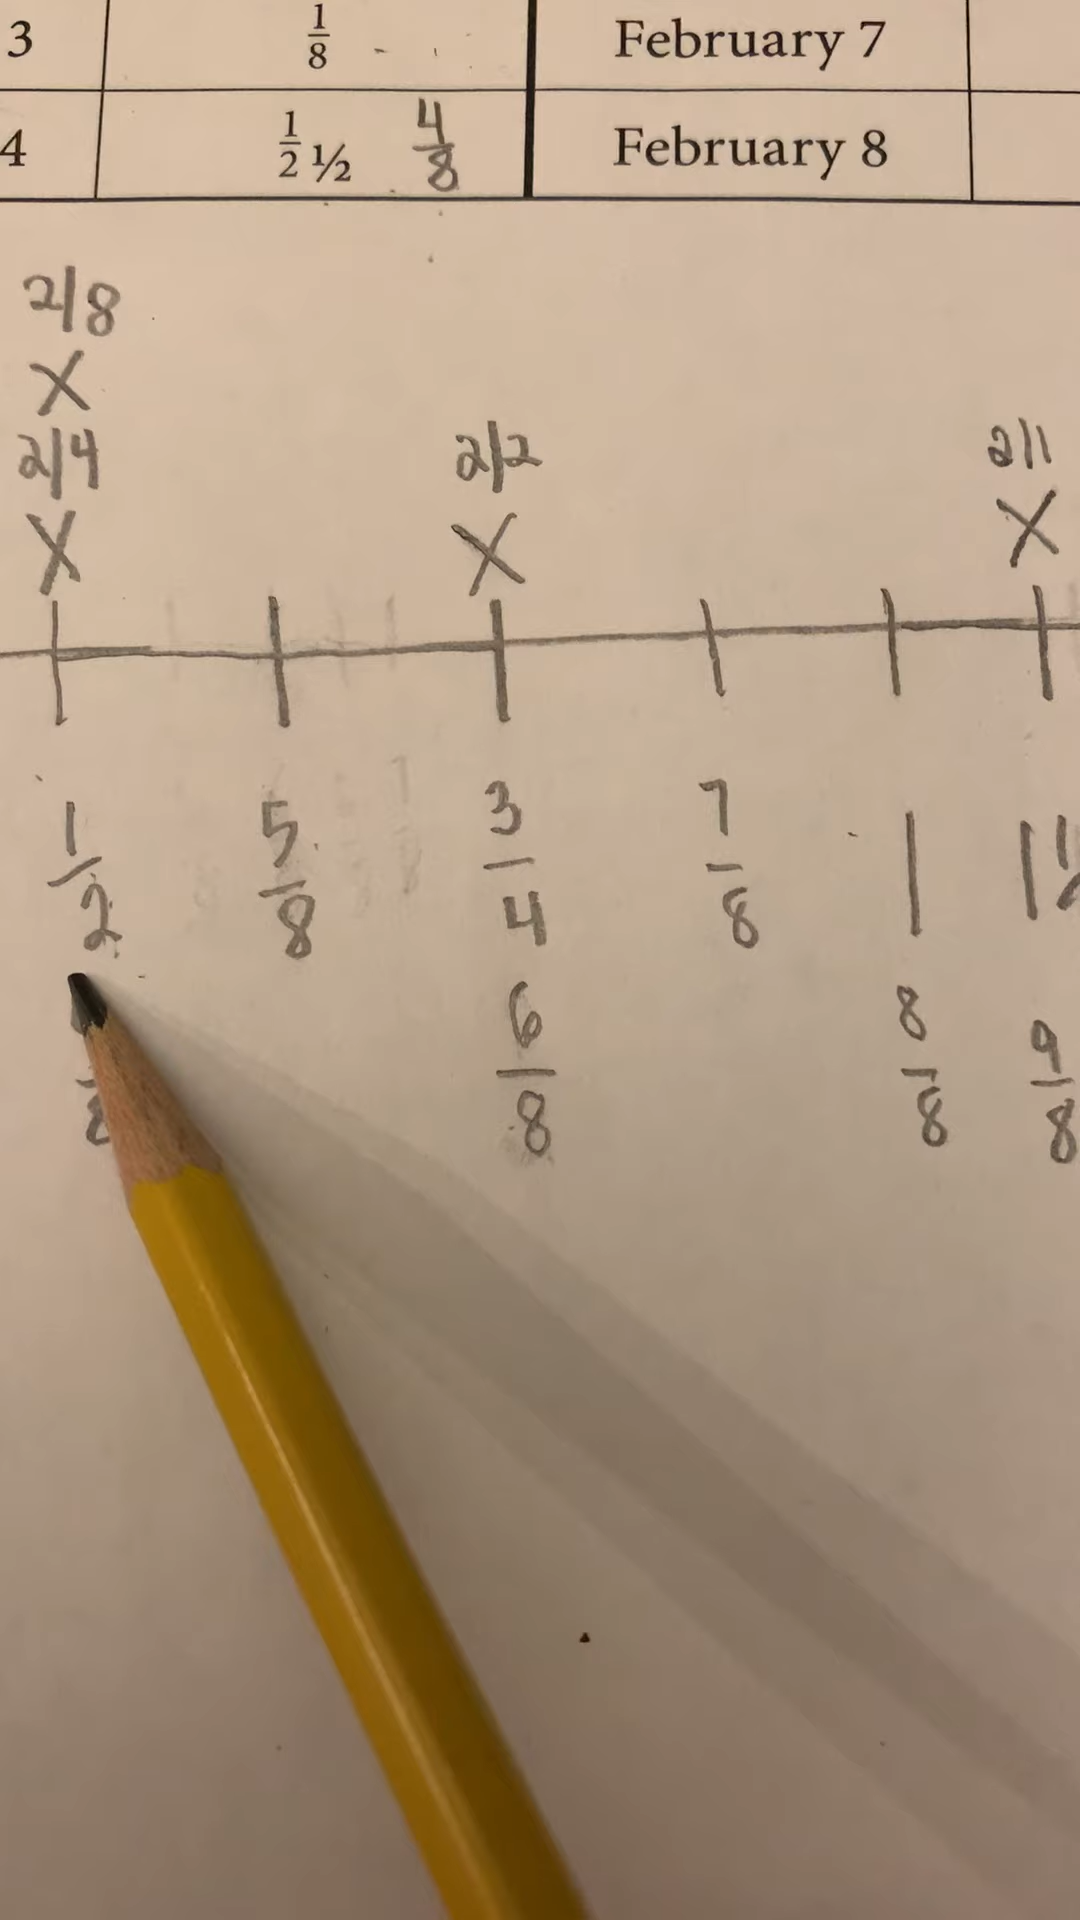 3 1/8 February 7
4 1/2 ½ 4/8 February 8
2/8
X
2/4 2/2 2/1
X X X
1/2 5/8 3/4 7/8 1 1
6/8 8/8 9/8